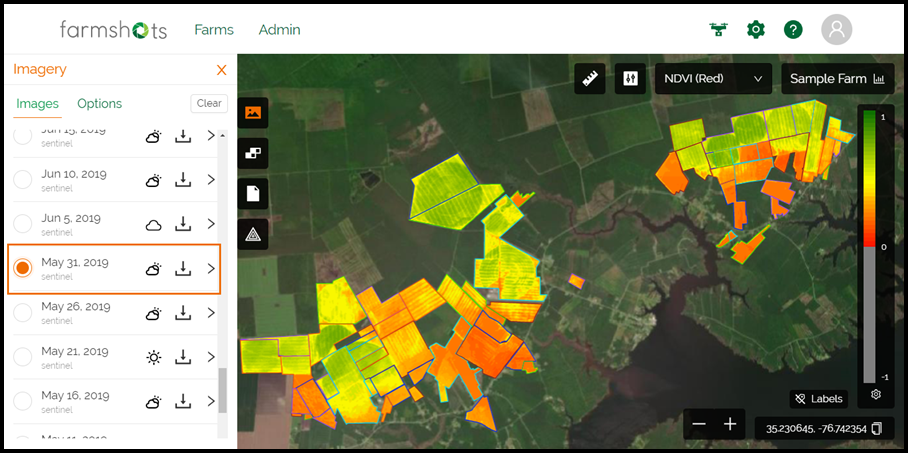 farmshots
Farms
Admin
Imagery
Images
Options
Clear
Jun 15, 2019
sentinel
Jun 10, 2019
sentinel
Jun 5, 2019
sentinel
May 31, 2019
sentinel
May 26, 2019
sentinel
May 21, 2019
sentinel
May 16, 2019
sentinel
May 11, 2019
NDVI (Red)
Sample Farm
1
0
-1
Labels
35.230645, -76.742354